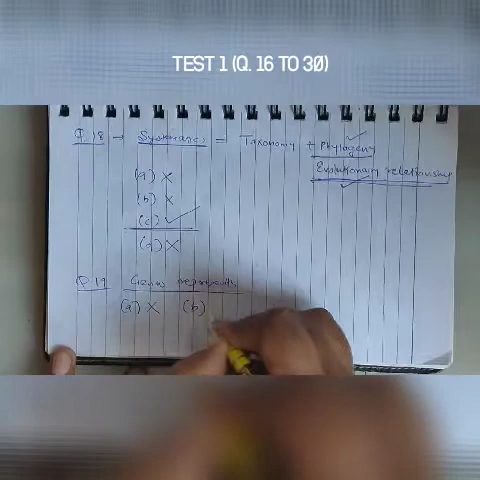 TEST 1 (Q. 16 TO 30)
Q.18 → Systematics = Taxonomy + Phylogeny
Evolutionary relationship
(a) ×
(b) ×
(c) ✓
(d) ×
Q.19 Genus represents
(a) × (b)